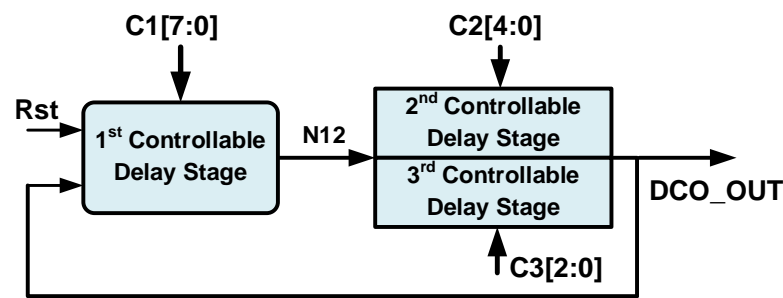 C1[7:0]
C2[4:0]
Rst
1st Controllable
Delay Stage
N12
2nd Controllable
Delay Stage
3rd Controllable
Delay Stage
DCO_OUT
C3[2:0]